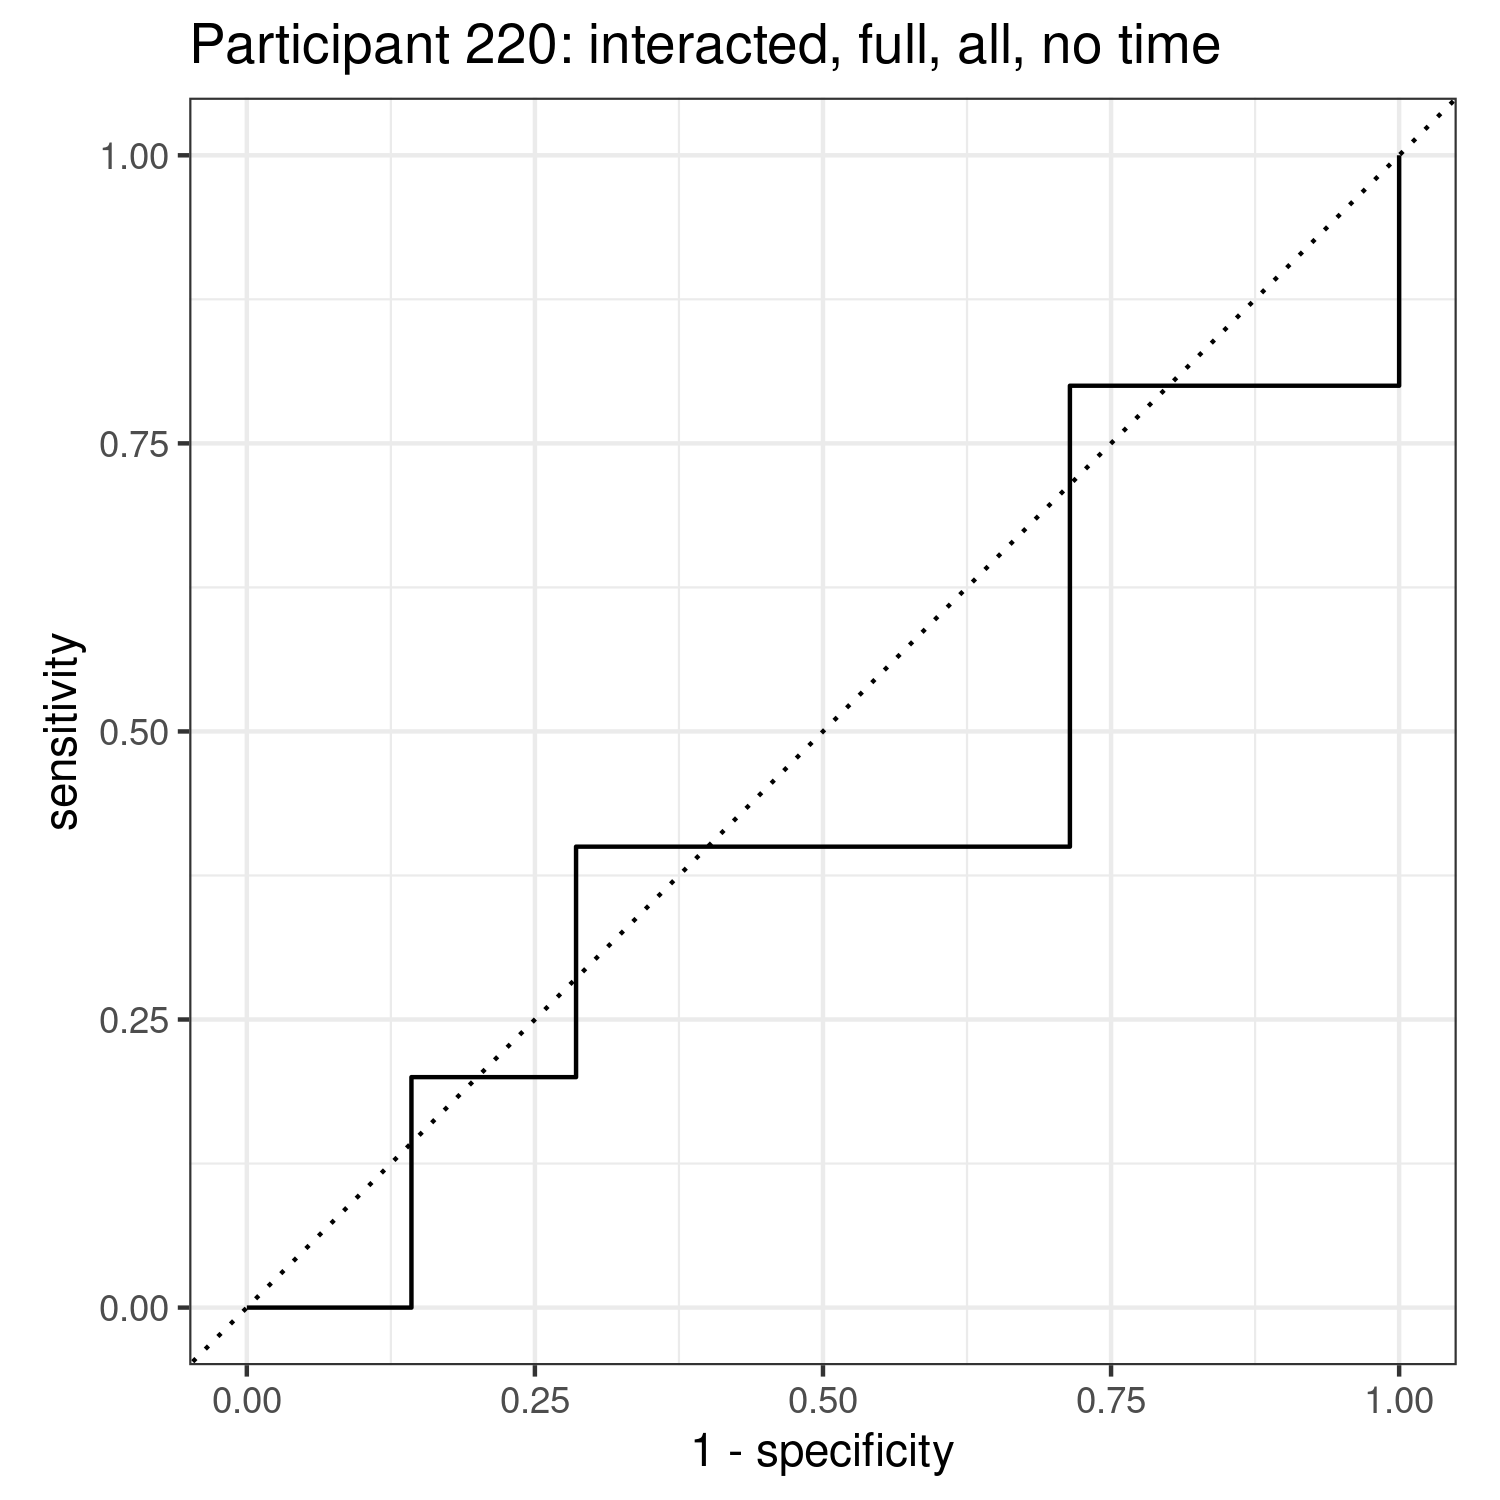 Participant 220: interacted, full, all, no time
1.00
0.75
0.50
0.25
0.00
sensitivity
0.00 0.25 0.50 0.75 1.00
1 - specificity